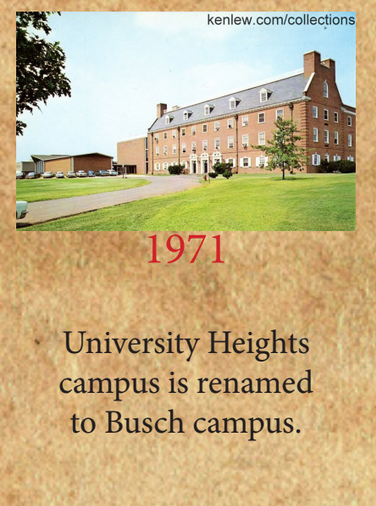 kenlew.com/collections
1971
University Heights
campus is renamed
to Busch campus.